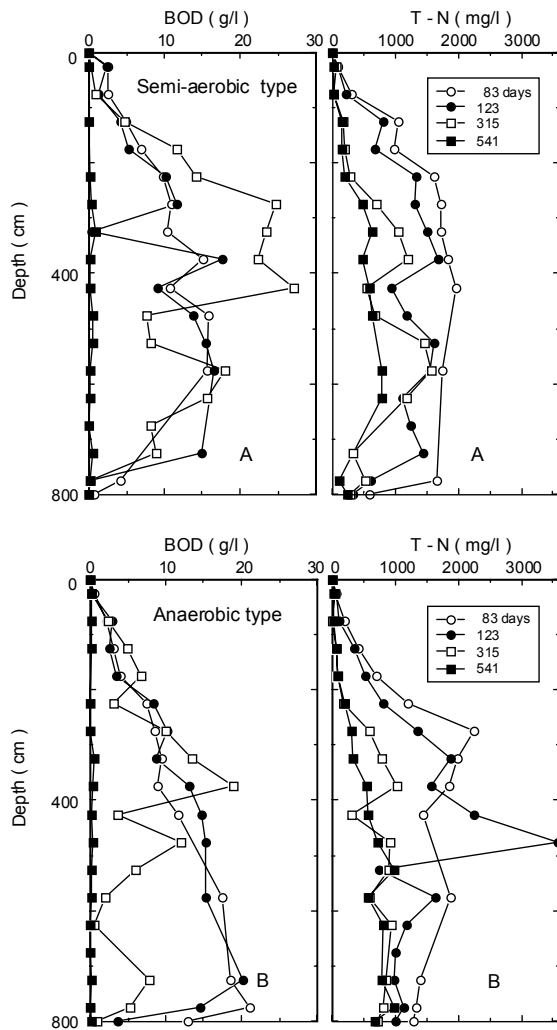 BOD ( g/l ) T - N ( mg/l )
0 10 20 30 0 1000 2000 3000
0
Semi-aerobic type
83 days
123
315
541
Depth ( cm )
400
A A
800
BOD ( g/l ) T - N ( mg/l )
0 10 20 30 0 1000 2000 3000
0
Anaerobic type
83 days
123
315
541
Depth ( cm )
400
B B
800